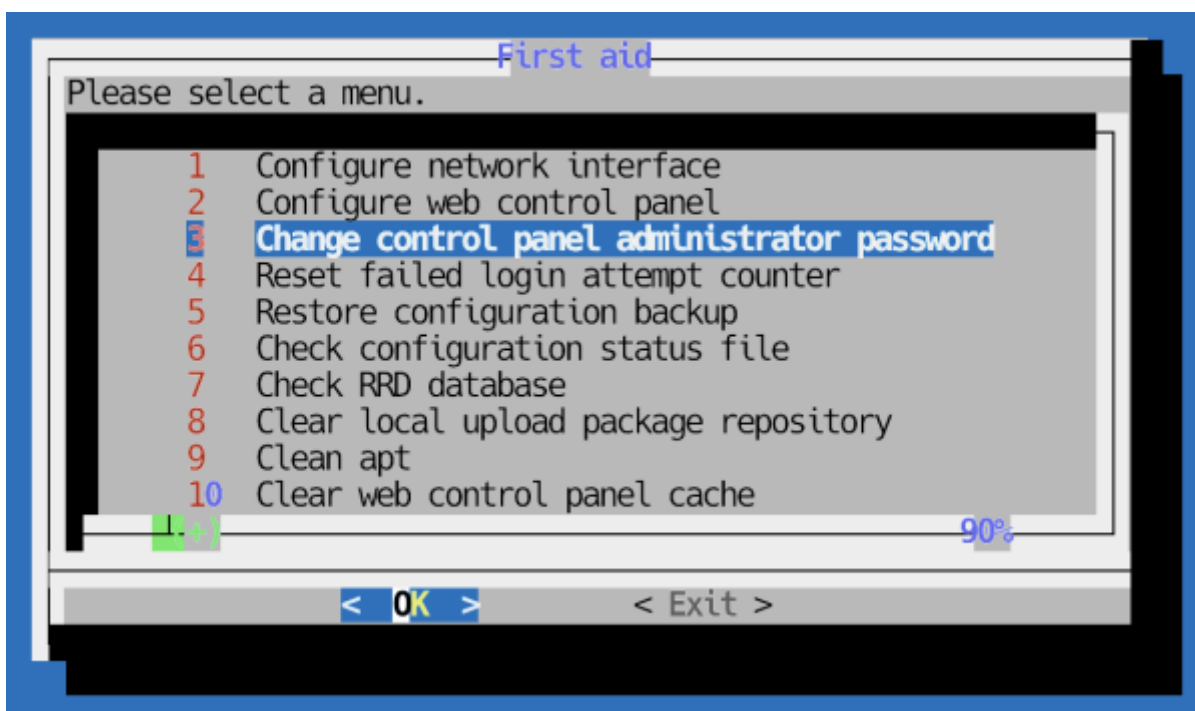 First aid
Please select a menu.
1 Configure network interface
2 Configure web control panel
3 Change control panel administrator password
4 Reset failed login attempt counter
5 Restore configuration backup
6 Check configuration status file
7 Check RRD database
8 Clear local upload package repository
9 Clean apt
10 Clear web control panel cache
(+) 90%
< OK > < Exit >